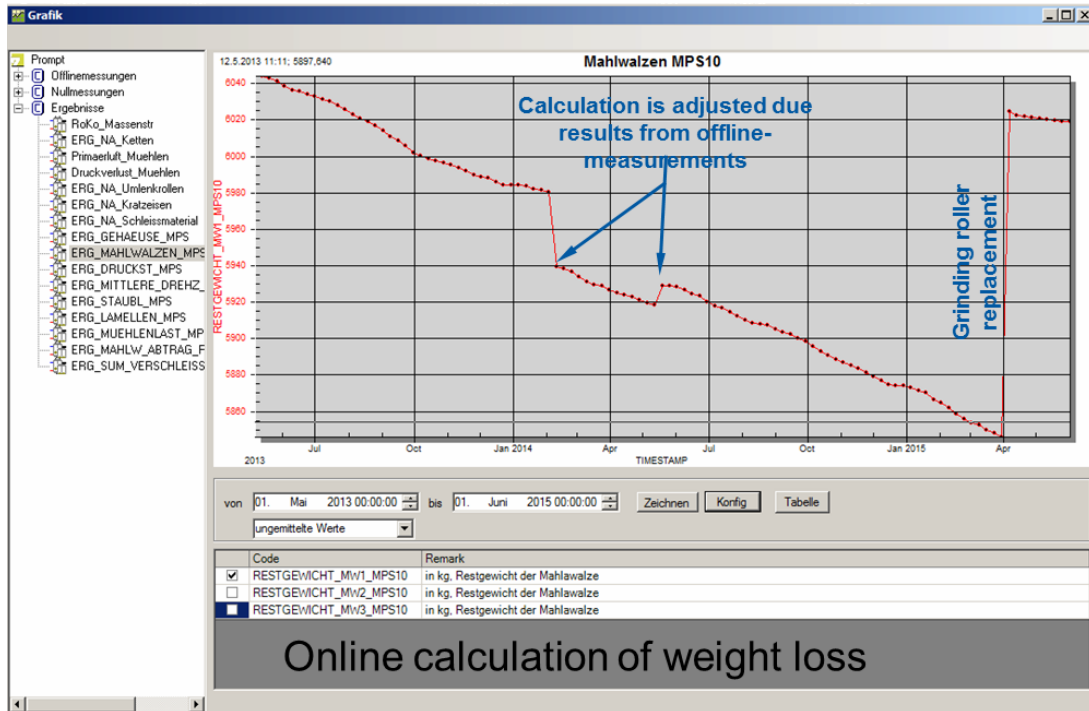 Grafik
Prompt
Offlinemessungen
Nullmessungen
Ergebnisse
RoKo_Massenstr
ERG_NA_Ketten
Primaerluft_Muehlen
Druckverlust_Muehlen
ERG_NA_Umlenkrollen
ERG_NA_Kratzeisen
ERG_NA_Schleissmaterial
ERG_GEHAEUSE_MPS
ERG_MAHLWALZEN_MPS
ERG_DRUCKST_MPS
ERG_MITTLERE_DREHZ_
ERG_STAUBL_MPS
ERG_LAMELLEN_MPS
ERG_MUEHLENLAST_MP
ERG_MAHLW_ABTRAG_F
ERG_SUM_VERSCHLEISS
12.5.2013 11:11; 5897,640
Mahlwalzen MPS10
RESTGEWICHT_MW1_MPS10
6040
6020
6000
5980
5960
5940
5920
5900
5880
5860
Calculation is adjusted due
results from offline-
measurements
Grinding roller
replacement
Jul Oct Jan 2014 Apr Jul Oct Jan 2015 Apr
2013 TIMESTAMP
von 01. Mai 2013 00:00:00 bis 01. Juni 2015 00:00:00 Zeichnen Konfig Tabelle
ungemittelte Werte
Code Remark
RESTGEWICHT_MW1_MPS10 in kg, Restgewicht der Mahlawalze
RESTGEWICHT_MW2_MPS10 in kg, Restgewicht der Mahlawalze
RESTGEWICHT_MW3_MPS10 in kg, Restgewicht der Mahlawalze
Online calculation of weight loss